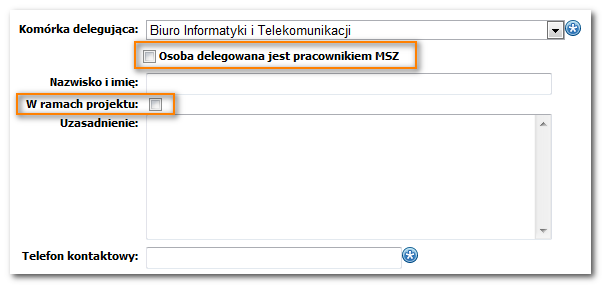 Komórka delegująca: Biuro Informatyki i Telekomunikacji
Osoba delegowana jest pracownikiem MSZ
Nazwisko i imię:
W ramach projektu:
Uzasadnienie:
Telefon kontaktowy: